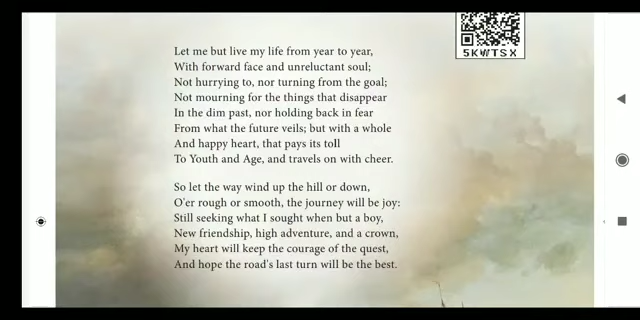 5KWTSX
Let me but live my life from year to year,
With forward face and unreluctant soul;
Not hurrying to, nor turning from the goal;
Not mourning for the things that disappear
In the dim past, nor holding back in fear
From what the future veils; but with a whole
And happy heart, that pays its toll
To Youth and Age, and travels on with cheer.
So let the way wind up the hill or down,
O'er rough or smooth, the journey will be joy:
Still seeking what I sought when but a boy,
New friendship, high adventure, and a crown,
My heart will keep the courage of the quest,
And hope the road's last turn will be the best.